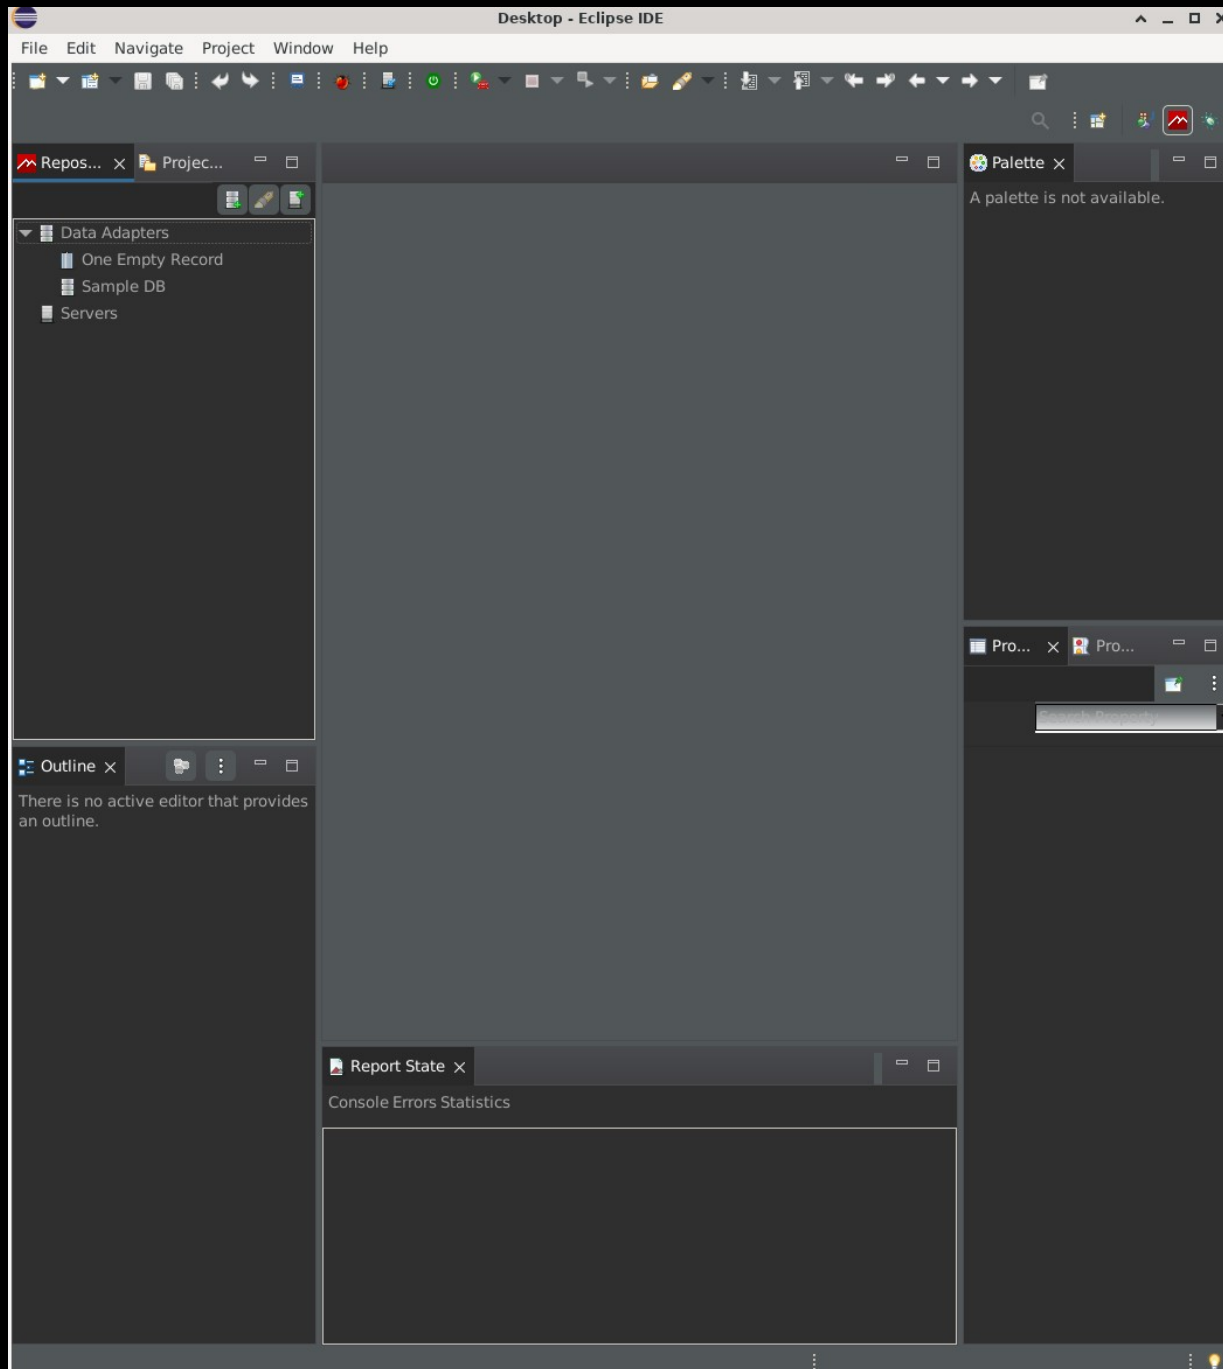 Desktop - Eclipse IDE
File Edit Navigate Project Window Help
Repos... Projec...
Data Adapters
One Empty Record
Sample DB
Servers
Palette
A palette is not available.
Pro... Pro...
Search Property
Outline
There is no active editor that provides
an outline.
Report State
Console Errors Statistics